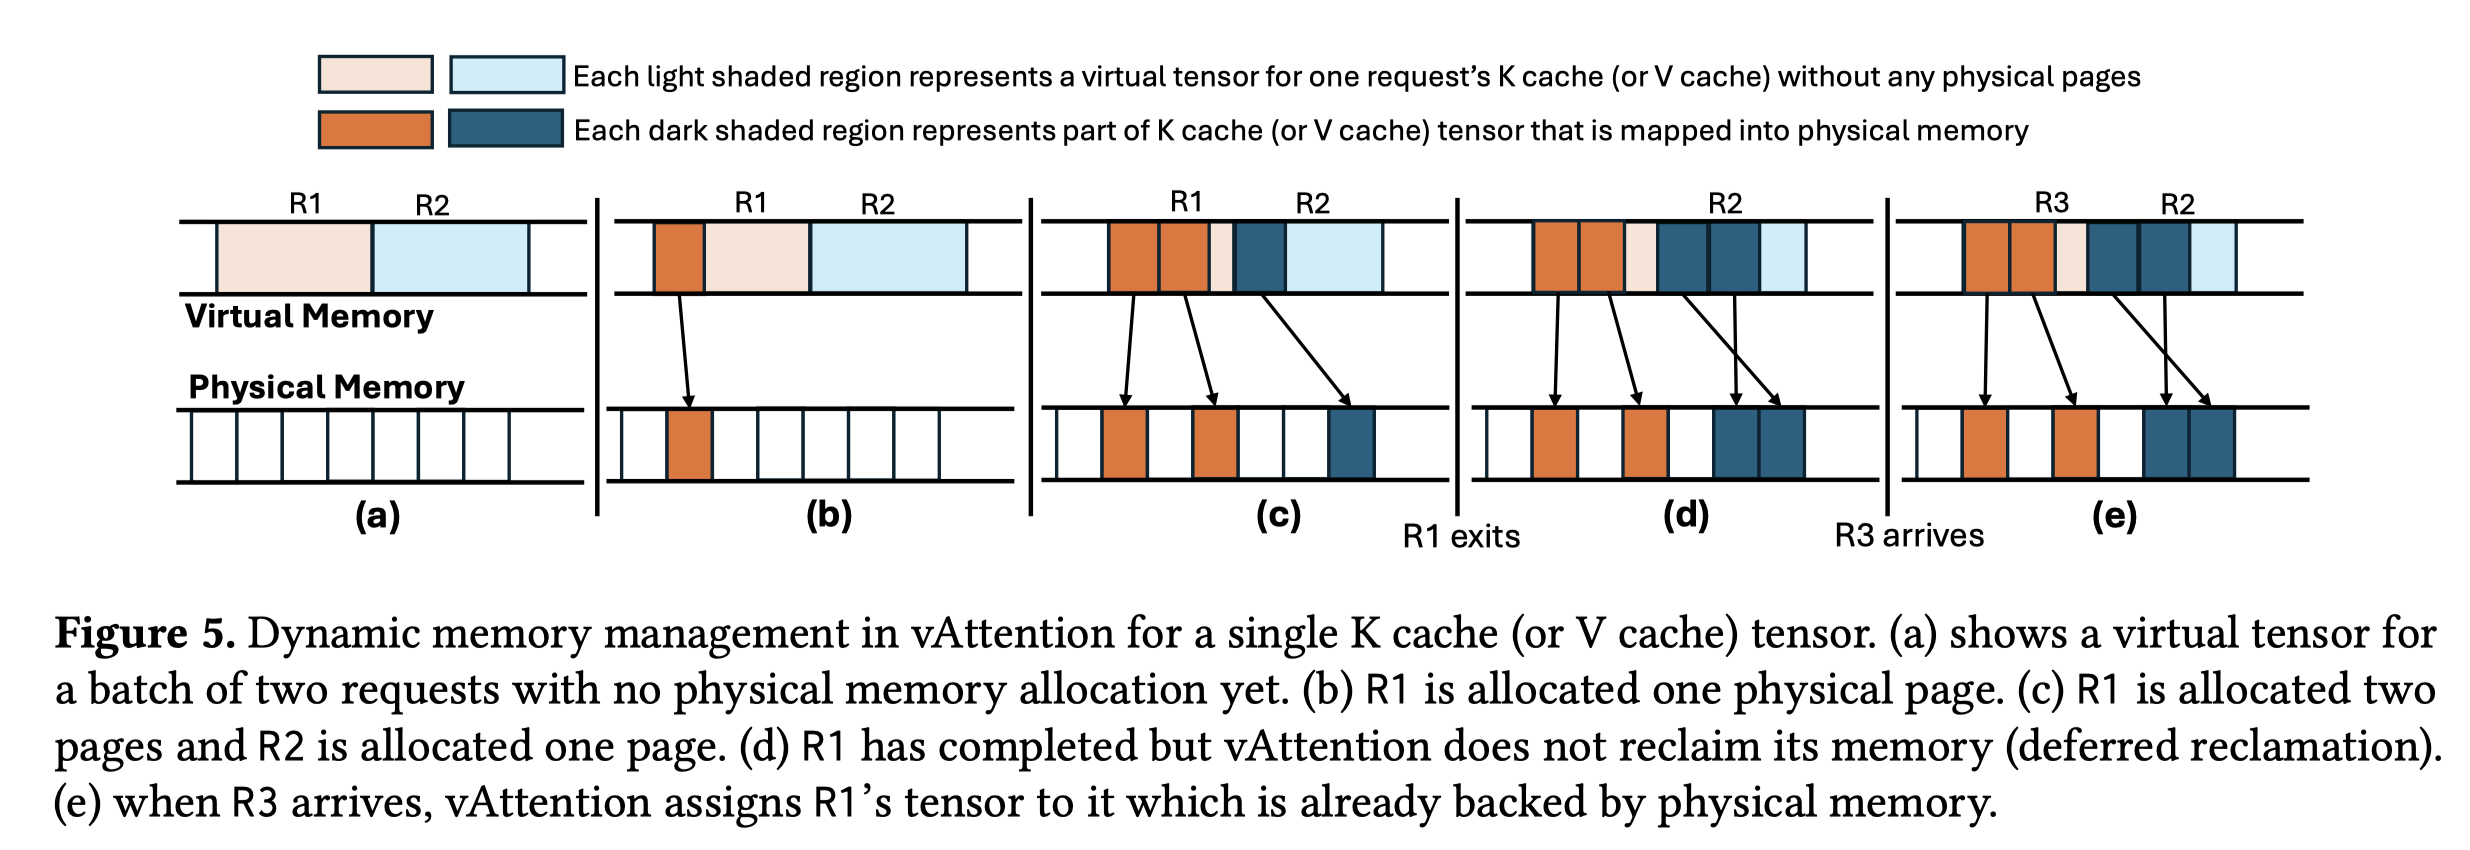 Each light shaded region represents a virtual tensor for one request's K cache (or V cache) without any physical pages
Each dark shaded region represents part of K cache (or V cache) tensor that is mapped into physical memory
R1 R2 R1 R2 R1 R2 R2 R3 R2
Virtual Memory
Physical Memory
(a) (b) (c) (d) (e)
R1 exits R3 arrives
Figure 5. Dynamic memory management in vAttention for a single K cache (or V cache) tensor. (a) shows a virtual tensor for
a batch of two requests with no physical memory allocation yet. (b) R1 is allocated one physical page. (c) R1 is allocated two
pages and R2 is allocated one page. (d) R1 has completed but vAttention does not reclaim its memory (deferred reclamation).
(e) when R3 arrives, vAttention assigns R1's tensor to it which is already backed by physical memory.